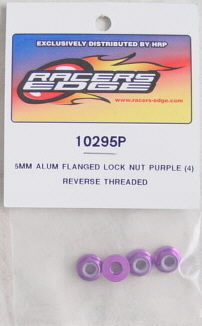 EXCLUSIVELY DISTRIBUTED BY HRP
RACERS
EDGE
www.racers-edge.com
10295P
5MM ALUM FLANGED LOCK NUT PURPLE (4)
REVERSE THREADED